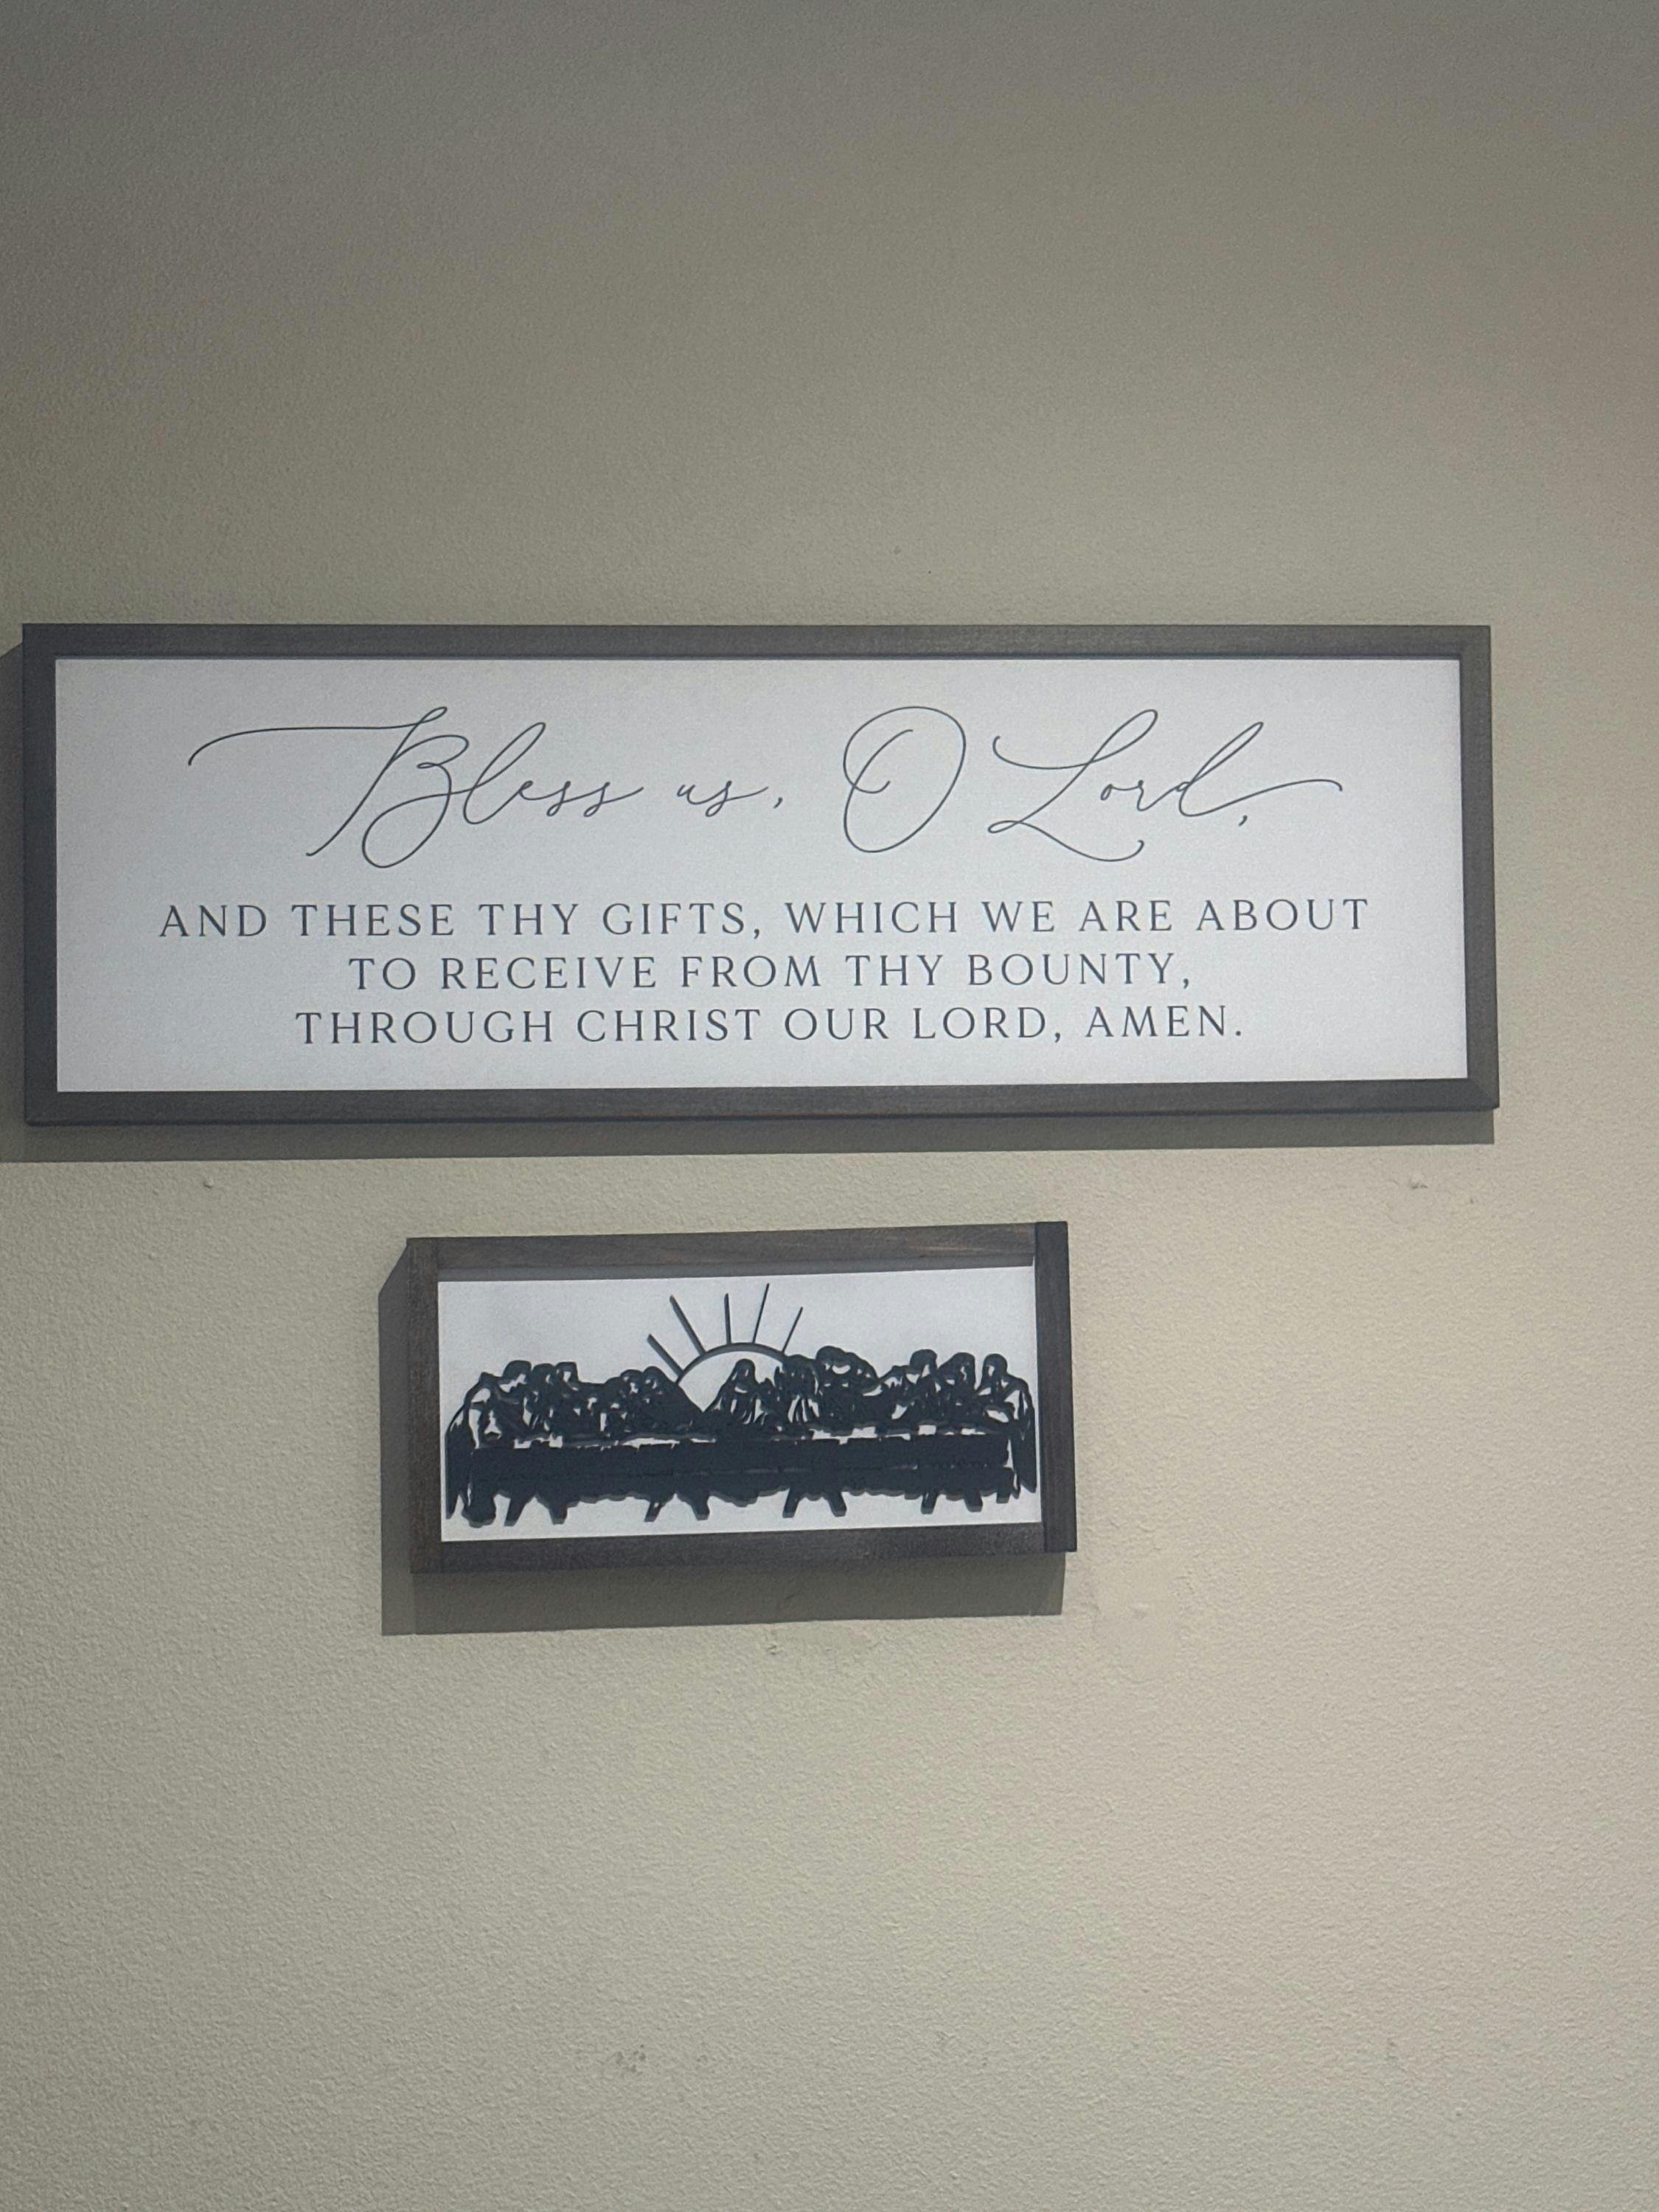 Bless us, O Lord,
AND THESE THY GIFTS, WHICH WE ARE ABOUT
TO RECEIVE FROM THY BOUNTY,
THROUGH CHRIST OUR LORD, AMEN.